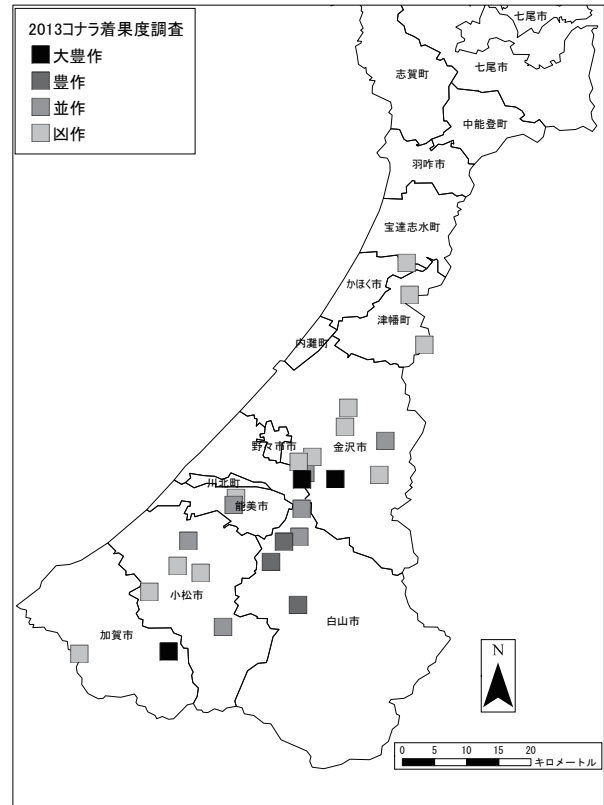 2013コナラ着果度調査
大豊作
豊作
並作
凶作
七尾市
七尾市
志賀町
中能登町
羽咋市
宝達志水町
かほく市
津幡町
内灘町
野々市市
金沢市
川北町
能美市
小松市
白山市
加賀市
N
0 5 10 15 20
キロメートル